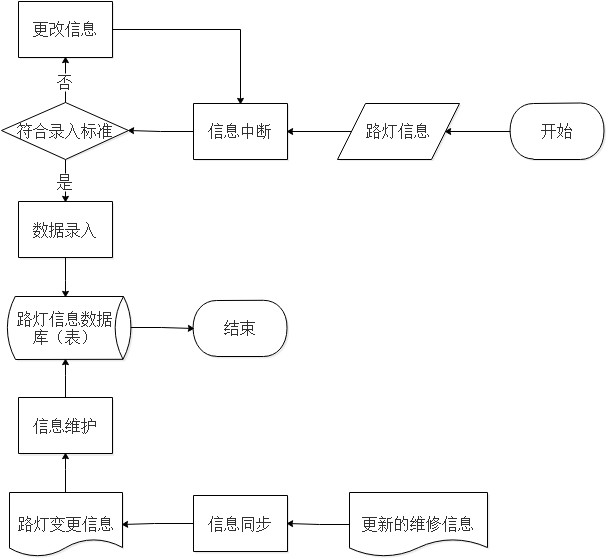 更改信息
否
符合录入标准
信息中断
路灯信息
开始
是
数据录入
路灯信息数据
库（表）
结束
信息维护
路灯变更信息
信息同步
更新的维修信息